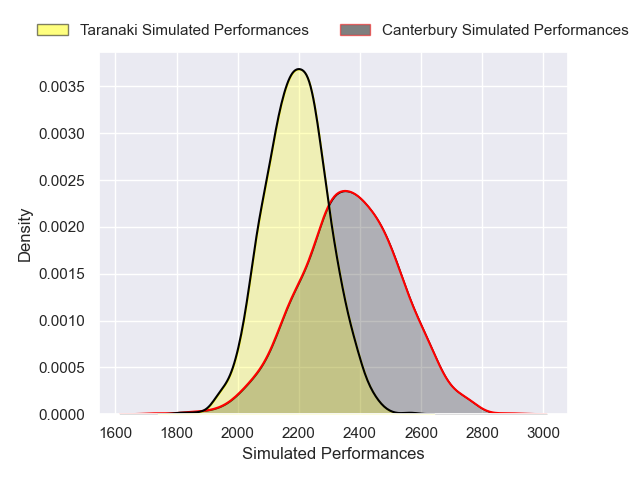 Taranaki Simulated Performances
Canterbury Simulated Performances
0.0035
0.0030
0.0025
0.0020
0.0015
0.0010
0.0005
0.0000
Density
1600 1800 2000 2200 2400 2600 2800 3000
Simulated Performances